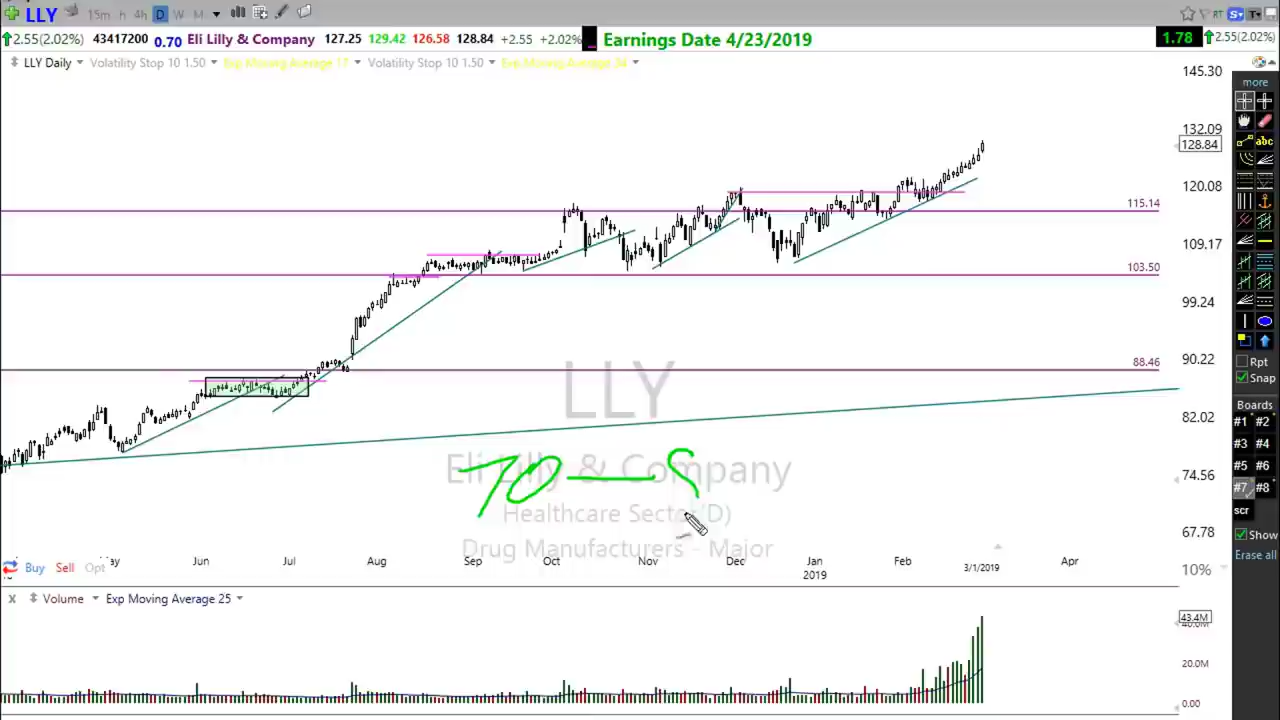 LLY 15m h 4h D W M RT S T
2.55(2.02%) 43417200 0.70 Eli Lilly & Company 127.25 129.42 126.58 128.84 +2.55 +2.02% Earnings Date 4/23/2019 1.78 2.55(2.02%)
LLY Daily Volatility Stop 10 1.50 Exp Moving Average 17 Volatility Stop 10 1.50 Exp Moving Average 34
145.30
more
132.09
128.84
abc
120.08
115.14
109.17
103.50
99.24
90.22
88.46
Rpt
Snap
LLY
Boards
82.02
#1 #2
#3 #4
70 —
Eli Lilly & Company
74.56
#5 #6
#7 #8
Healthcare Sector(D)
scr
67.78
Show
Drug Manufacturers - Major
Erase all
Jun Jul Aug Sep Oct Nov Dec Jan Feb 3/1/2019 Apr
2019
Buy Sell Opt 10%
x Volume Exp Moving Average 25
43.4M
20.0M
0.00